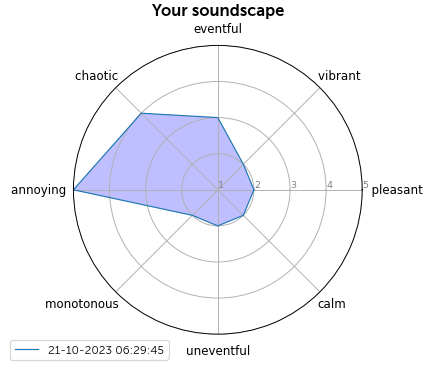 Your soundscape
eventful
chaotic
vibrant
annoying
1 2 3 4 5
pleasant
monotonous
calm
uneventful
21-10-2023 06:29:45